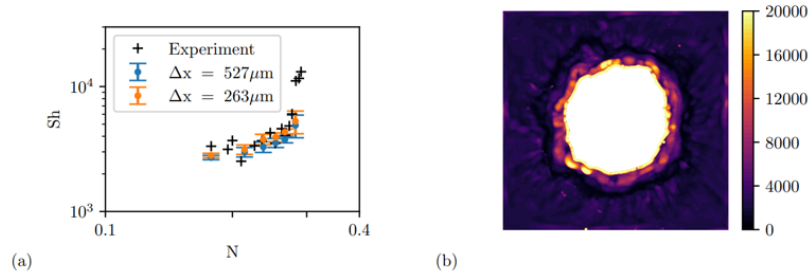 Experiment
Δx = 527μm
Δx = 263μm
10⁴
10³
Sh
0.1
0.4
N
(a)
20000
16000
12000
8000
4000
0
(b)